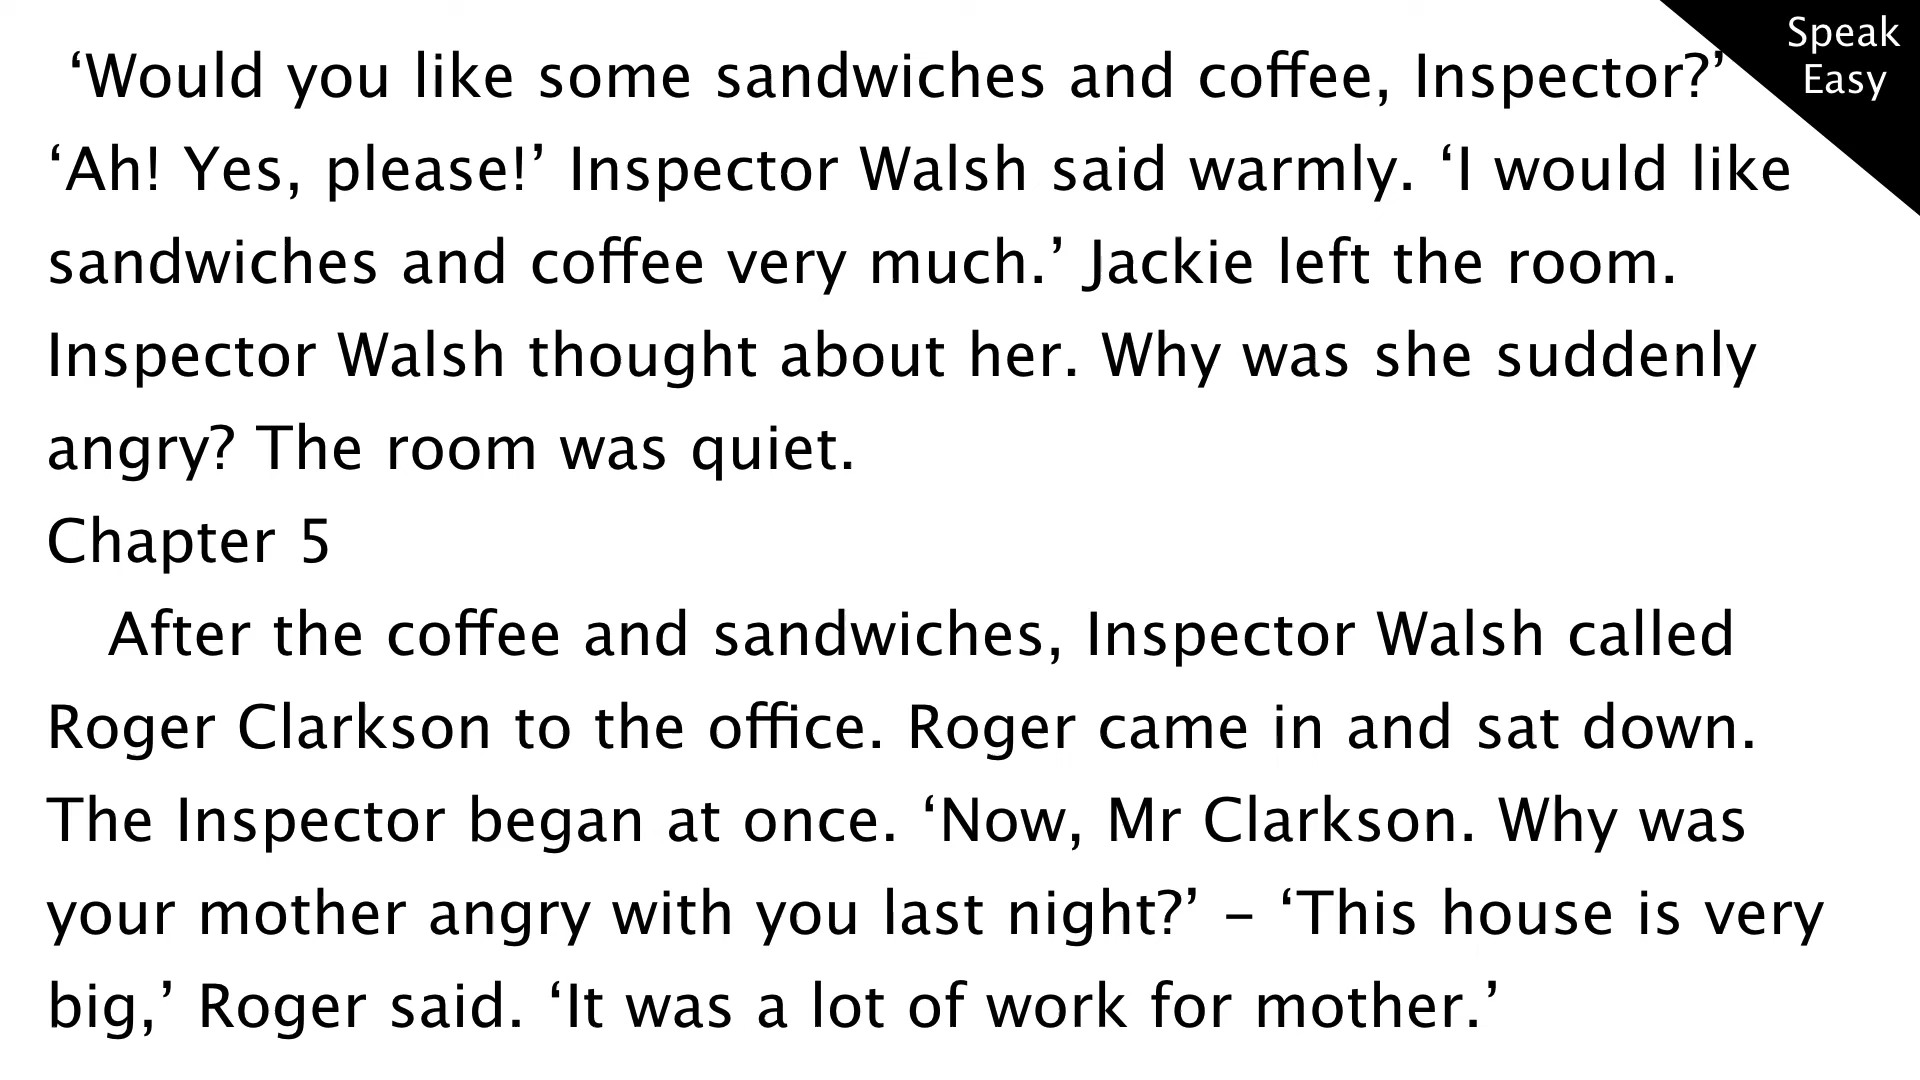 ‘Would you like some sandwiches and coffee, Inspector?’
‘Ah! Yes, please!’ Inspector Walsh said warmly. ‘I would like
sandwiches and coffee very much.’ Jackie left the room.
Inspector Walsh thought about her. Why was she suddenly
angry? The room was quiet.
Chapter 5
After the coffee and sandwiches, Inspector Walsh called
Roger Clarkson to the office. Roger came in and sat down.
The Inspector began at once. ‘Now, Mr Clarkson. Why was
your mother angry with you last night?’ – ‘This house is very
big,’ Roger said. ‘It was a lot of work for mother.’
Speak
Easy